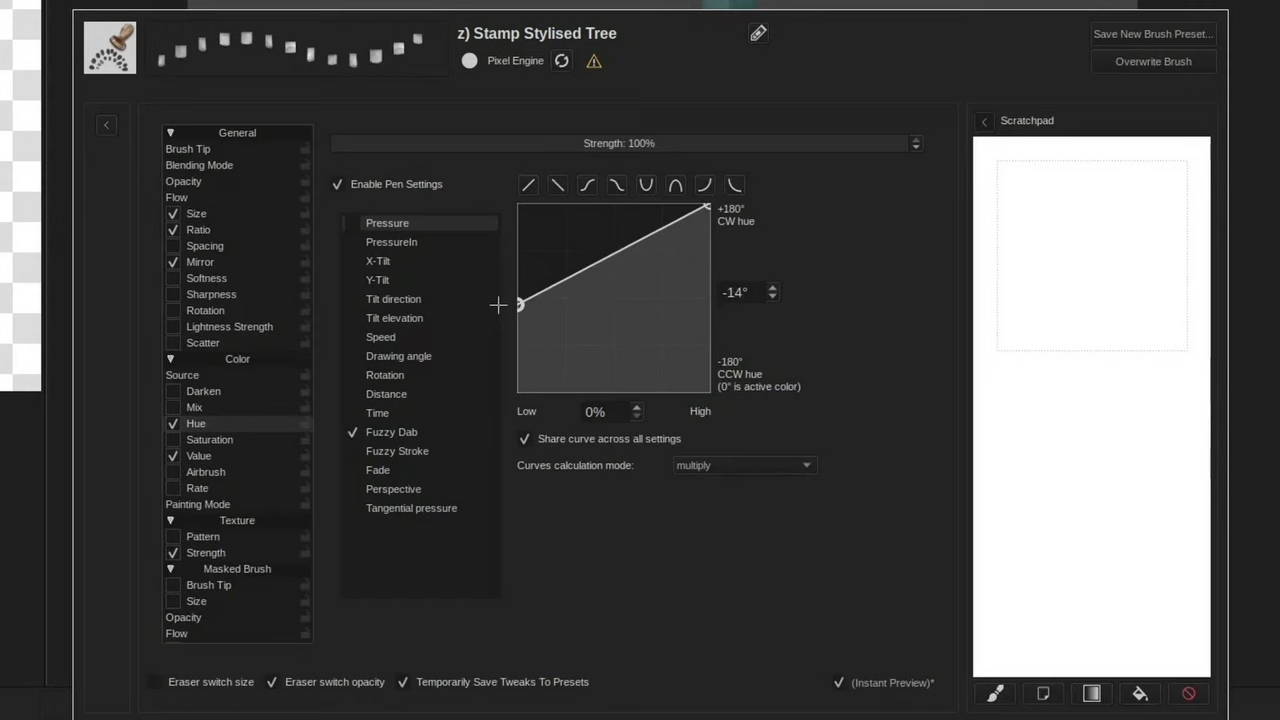 z) Stamp Stylised Tree
Pixel Engine
Save New Brush Preset...
Overwrite Brush
General
Brush Tip
Blending Mode
Opacity
Flow
Size
Ratio
Spacing
Mirror
Softness
Sharpness
Rotation
Lightness Strength
Scatter
Color
Source
Darken
Mix
Hue
Saturation
Value
Airbrush
Rate
Painting Mode
Texture
Pattern
Strength
Masked Brush
Brush Tip
Size
Opacity
Flow
Strength: 100%
Enable Pen Settings
Pressure
PressureIn
X-Tilt
Y-Tilt
Tilt direction
Tilt elevation
Speed
Drawing angle
Rotation
Distance
Time
Fuzzy Dab
Fuzzy Stroke
Fade
Perspective
Tangential pressure
+180°
CW hue
-14°
-180°
CCW hue
(0° is active color)
Low 0% High
Share curve across all settings
Curves calculation mode: multiply
Scratchpad
Eraser switch size Eraser switch opacity Temporarily Save Tweaks To Presets (Instant Preview)*